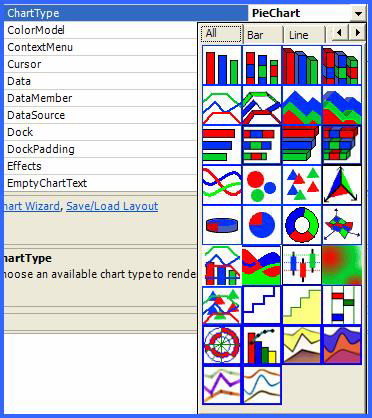 ChartType PieChart
All Bar Line
ColorModel
ContextMenu
Cursor
Data
DataMember
DataSource
Dock
DockPadding
Effects
EmptyChartText
hart Wizard, Save/Load Layout
hartType
hoose an available chart type to rende